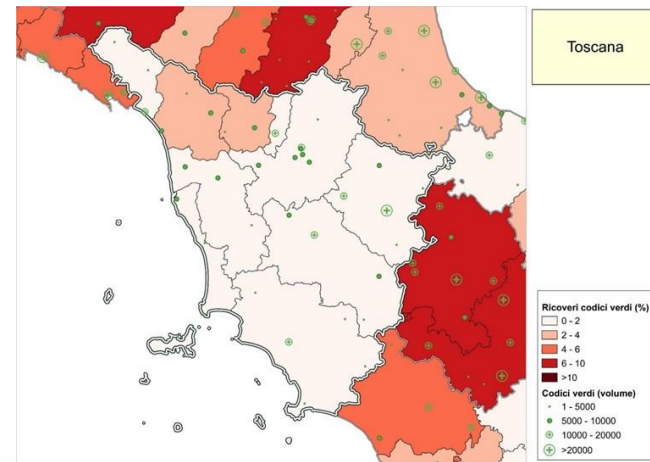 Toscana
Ricoveri codici verdi (%)
0 - 2
2 - 4
4 - 6
6 - 10
>10
Codici verdi (volume)
1 - 5000
5000 - 10000
10000 - 20000
>20000